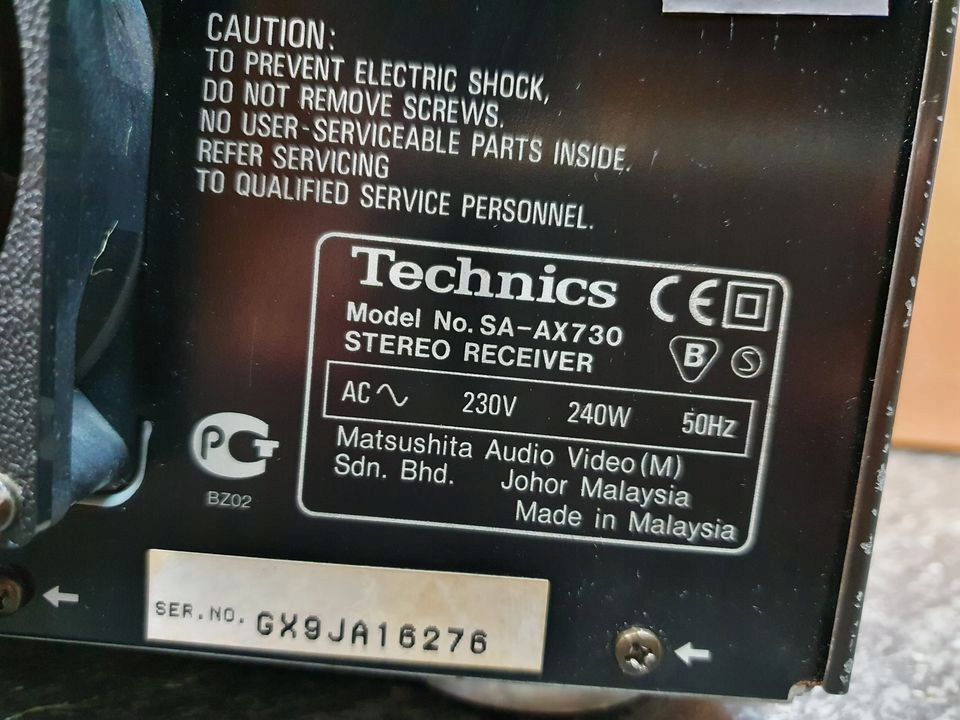 CAUTION:
TO PREVENT ELECTRIC SHOCK,
DO NOT REMOVE SCREWS.
NO USER-SERVICEABLE PARTS INSIDE.
REFER SERVICING
TO QUALIFIED SERVICE PERSONNEL.
Technics CE
Model No. SA-AX730
STEREO RECEIVER B S
AC 230V 240W 50Hz
Matsushita Audio Video (M)
Sdn. Bhd. Johor Malaysia
Made in Malaysia
PCT
BZ02
SER.NO. GX9JA16276